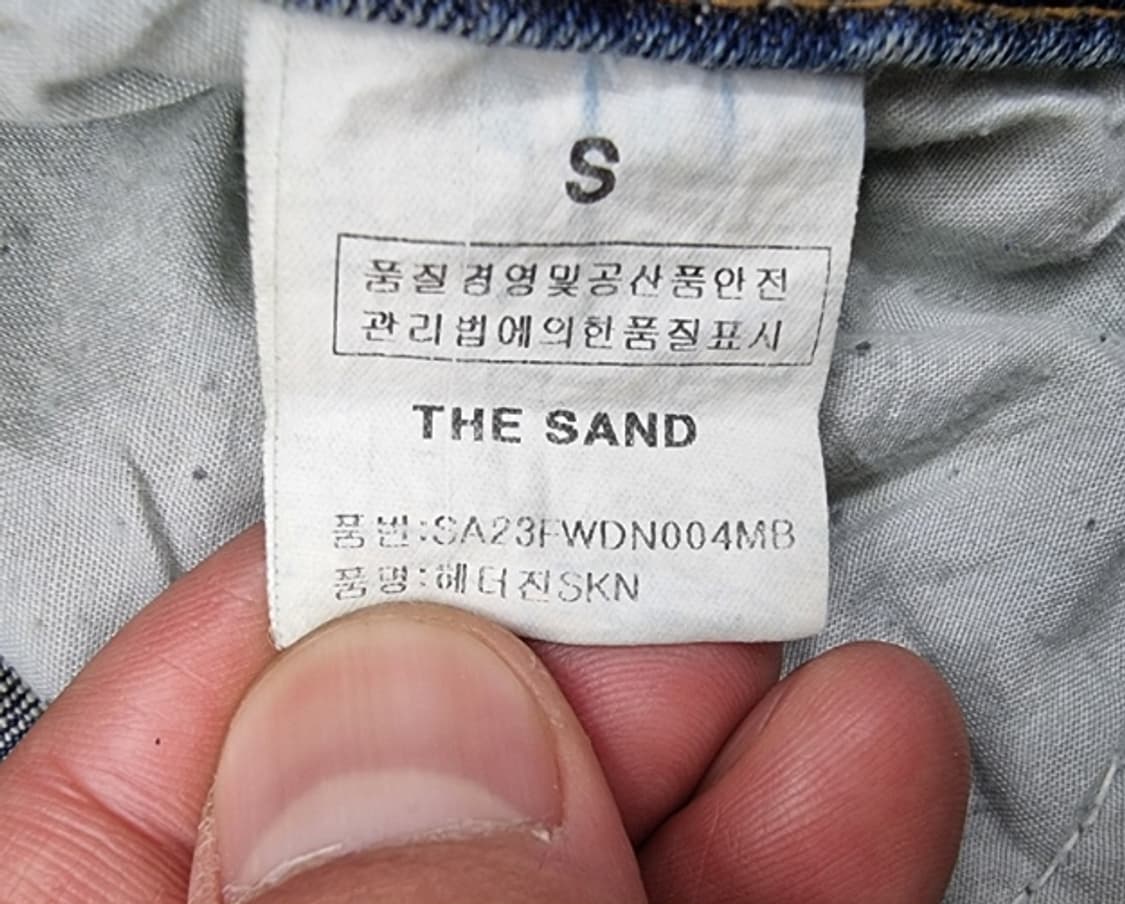 S
품질경영및공산품안전
관리법에의한품질표시
THE SAND
품번:SA23FWDN004MB
품명:헤더진SKN